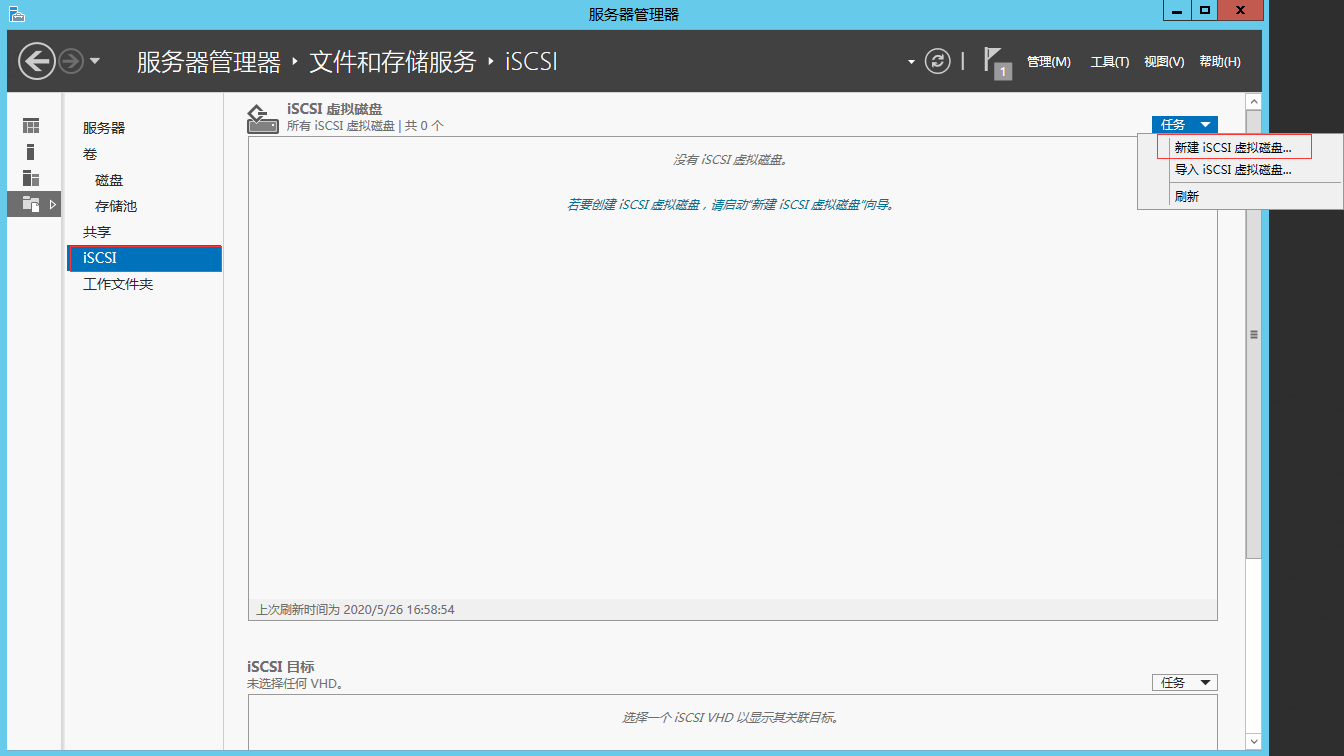 服务器管理器
服务器管理器 · 文件和存储服务 · iSCSI
1
管理(M) 工具(T) 视图(V) 帮助(H)
服务器
卷
磁盘
存储池
共享
iSCSI
工作文件夹
iSCSI 虚拟磁盘
所有 iSCSI 虚拟磁盘 | 共 0 个
任务
新建 iSCSI 虚拟磁盘...
导入 iSCSI 虚拟磁盘...
刷新
没有 iSCSI 虚拟磁盘。
若要创建 iSCSI 虚拟磁盘，请启动“新建 iSCSI 虚拟磁盘”向导。
上次刷新时间为 2020/5/26 16:58:54
iSCSI 目标
未选择任何 VHD。
任务
选择一个 iSCSI VHD 以显示其关联目标。